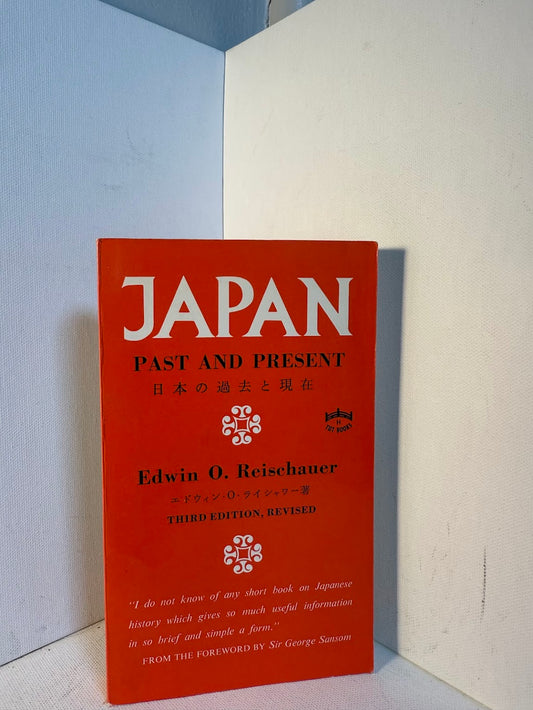 JAPAN
PAST AND PRESENT
日本の過去と現在
TUT BOOKS
Edwin O. Reischauer
エドウィン・O・ライシャワー著
THIRD EDITION, REVISED
"I do not know of any short book on Japanese
history which gives so much useful information
in so brief and simple a form."
FROM THE FOREWORD BY Sir George Sansom